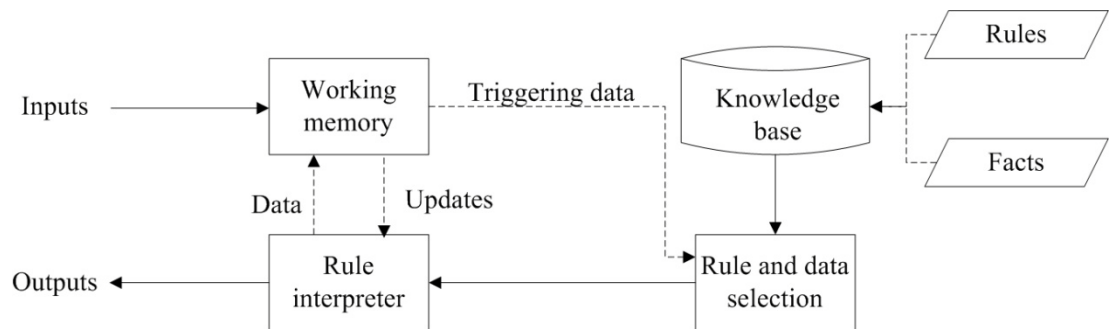 Rules
Inputs
Working
memory
Triggering data
Knowledge
base
Facts
Data
Updates
Outputs
Rule
interpreter
Rule and data
selection